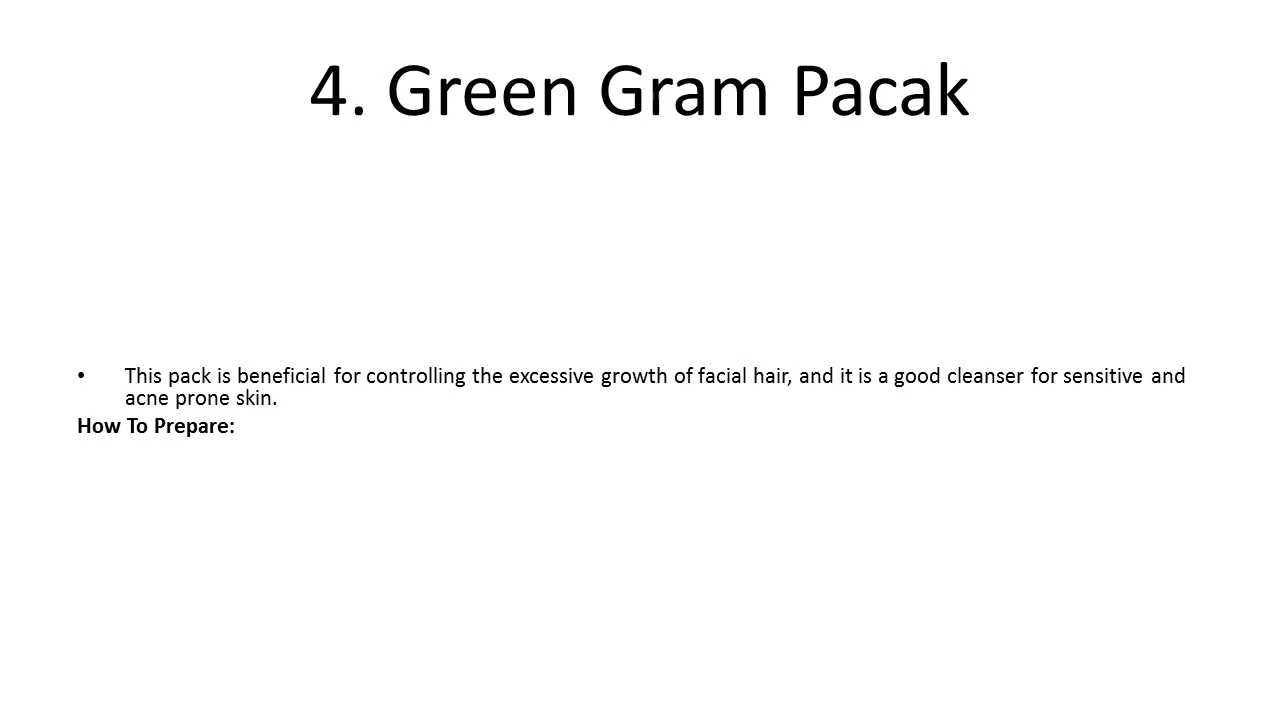 4. Green Gram Pacak
• This pack is beneficial for controlling the excessive growth of facial hair, and it is a good cleanser for sensitive and
acne prone skin.
How To Prepare: